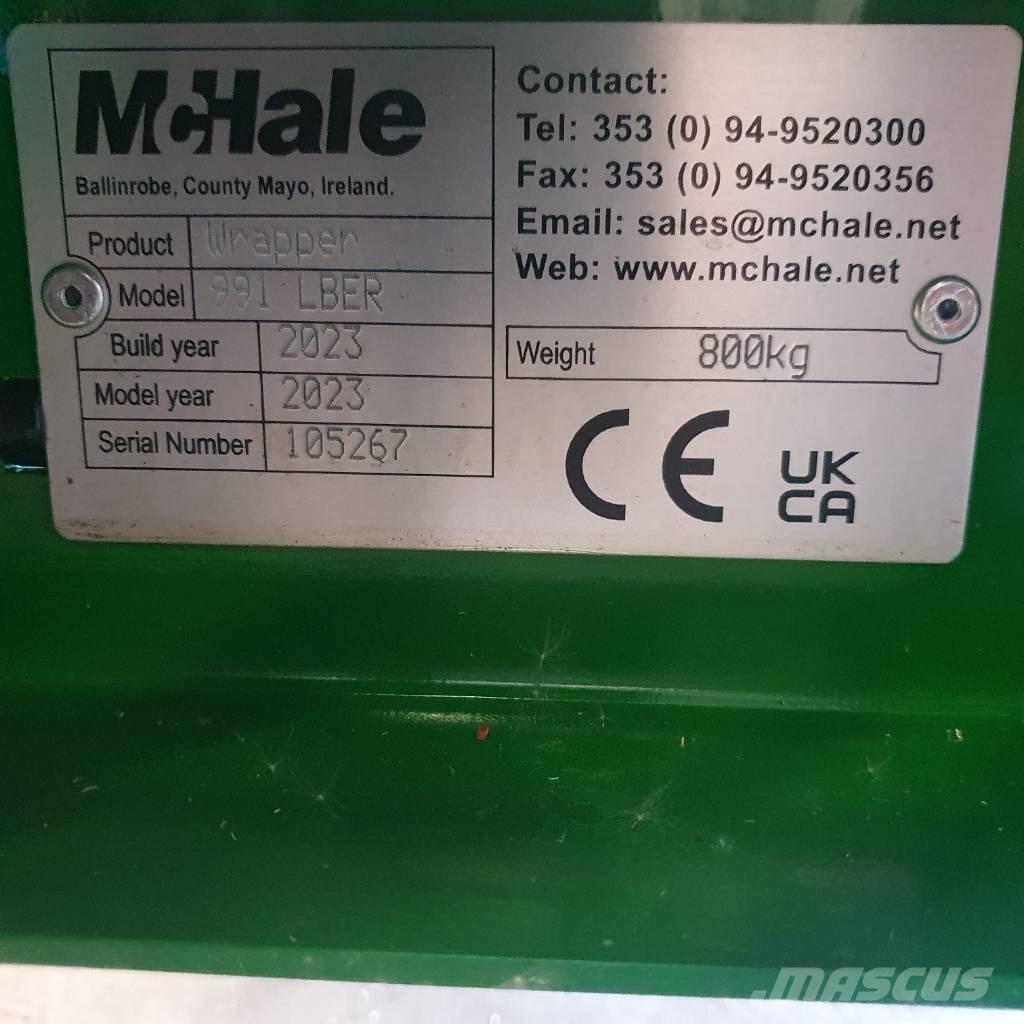 McHale
Ballinrobe, County Mayo, Ireland.
Product Wrapper
Model 991 LBER
Build year 2023
Model year 2023
Serial Number 105267
Contact:
Tel: 353 (0) 94-9520300
Fax: 353 (0) 94-9520356
Email: sales@mchale.net
Web: www.mchale.net
Weight 800kg
CE
UK
CA
MASCUS